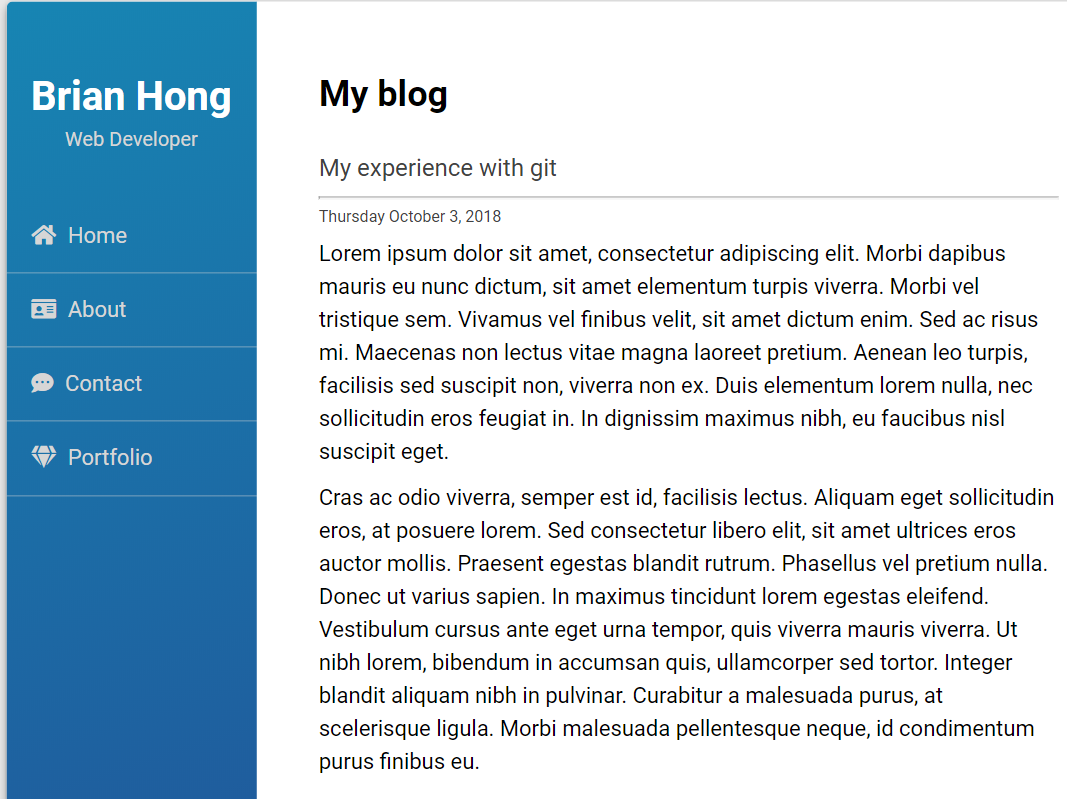 Brian Hong
Web Developer
Home
About
Contact
Portfolio
My blog
My experience with git
Thursday October 3, 2018
Lorem ipsum dolor sit amet, consectetur adipiscing elit. Morbi dapibus
mauris eu nunc dictum, sit amet elementum turpis viverra. Morbi vel
tristique sem. Vivamus vel finibus velit, sit amet dictum enim. Sed ac risus
mi. Maecenas non lectus vitae magna laoreet pretium. Aenean leo turpis,
facilisis sed suscipit non, viverra non ex. Duis elementum lorem nulla, nec
sollicitudin eros feugiat in. In dignissim maximus nibh, eu faucibus nisl
suscipit eget.
Cras ac odio viverra, semper est id, facilisis lectus. Aliquam eget sollicitudin
eros, at posuere lorem. Sed consectetur libero elit, sit amet ultrices eros
auctor mollis. Praesent egestas blandit rutrum. Phasellus vel pretium nulla.
Donec ut varius sapien. In maximus tincidunt lorem egestas eleifend.
Vestibulum cursus ante eget urna tempor, quis viverra mauris viverra. Ut
nibh lorem, bibendum in accumsan quis, ullamcorper sed tortor. Integer
blandit aliquam nibh in pulvinar. Curabitur a malesuada purus, at
scelerisque ligula. Morbi malesuada pellentesque neque, id condimentum
purus finibus eu.